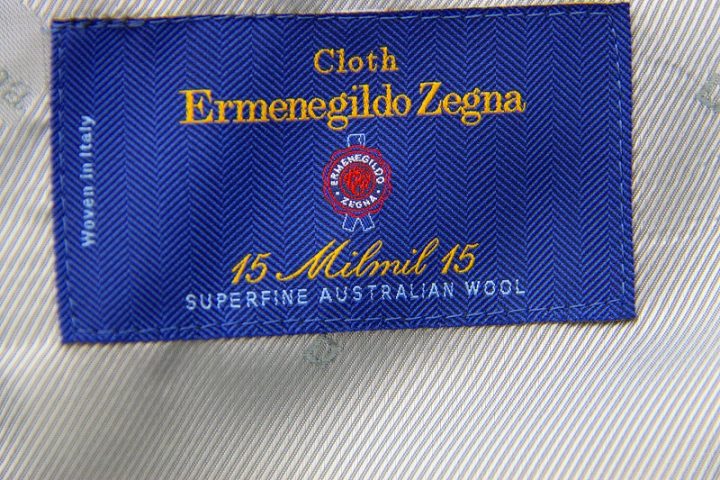 Cloth
Ermenegildo Zegna
Woven in Italy
ERMENEGILDO
ZEGNA
15 Milmil 15
SUPERFINE AUSTRALIAN WOOL